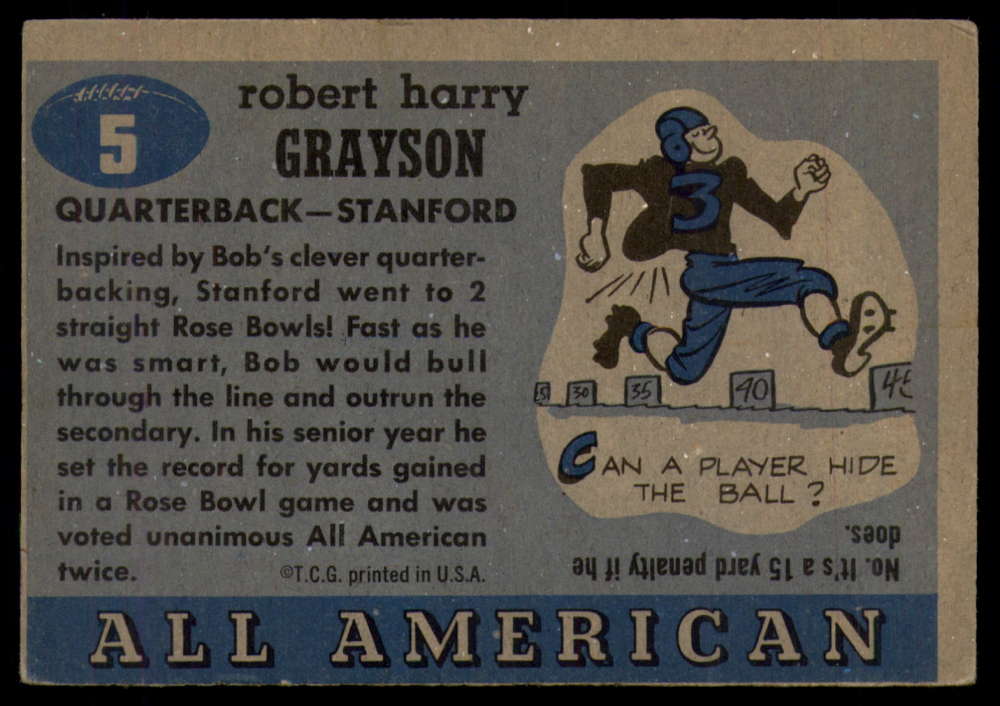 5
robert harry
GRAYSON
QUARTERBACK—STANFORD
Inspired by Bob's clever quarter-
backing, Stanford went to 2
straight Rose Bowls! Fast as he
was smart, Bob would bull
through the line and outrun the
secondary. In his senior year he
set the record for yards gained
in a Rose Bowl game and was
voted unanimous All American
twice.
©T.C.G. printed in U.S.A.
3
30 35 40 45
CAN A PLAYER HIDE
THE BALL?
No. It's a 15 yard penalty if he
does.
ALL AMERICAN